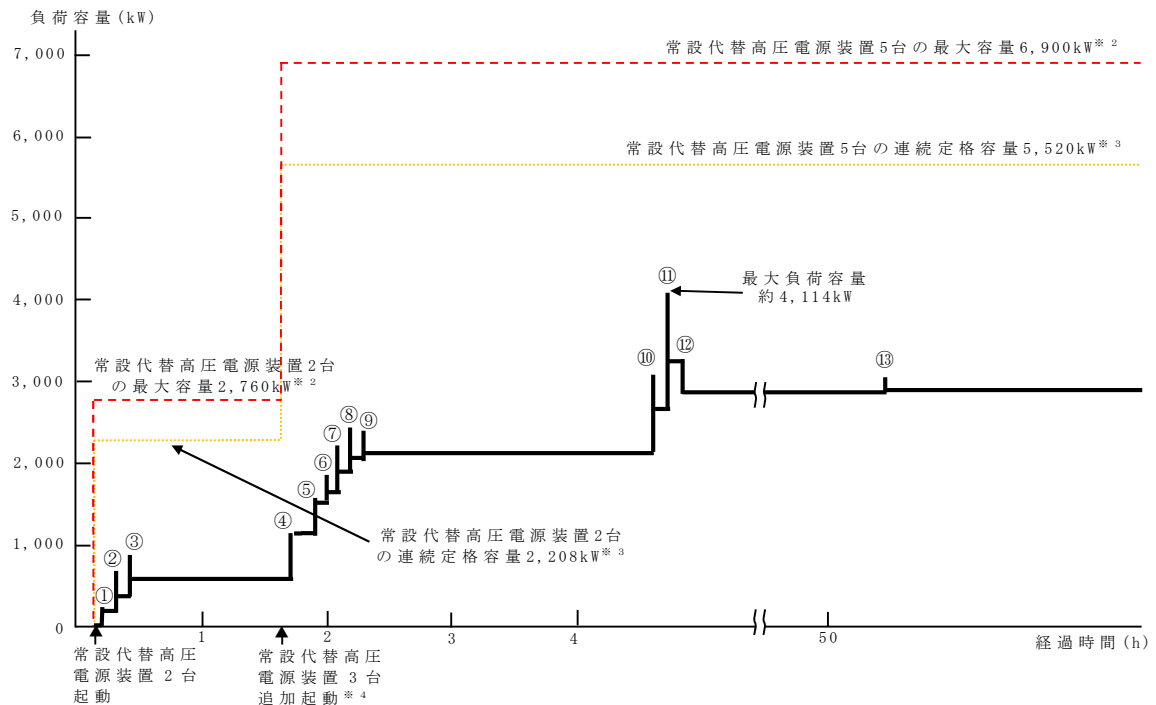 負荷容量(kW)
7,000
常設代替高圧電源装置5台の最大容量6,900kW※2
6,000
常設代替高圧電源装置5台の連続定格容量5,520kW※3
5,000
⑪
最大負荷容量
約4,114kW
4,000
⑫
⑩
⑬
常設代替高圧電源装置2台
の最大容量2,760kW※2
3,000
⑧
⑨
⑦
⑥
2,000
⑤
④
常設代替高圧電源装置2台
の連続定格容量2,208kW※3
③
②
1,000
①
0
1
2
3
4
50
経過時間(h)
常設代替高圧
電源装置2台
起動
常設代替高圧
電源装置3台
追加起動※4